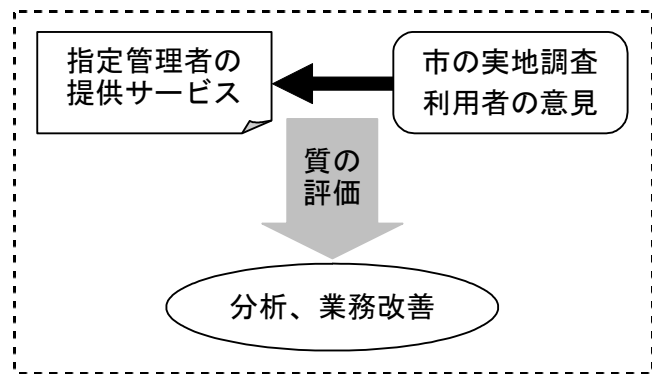 指定管理者の
提供サービス
市の実地調査
利用者の意見
質の
評価
分析、業務改善